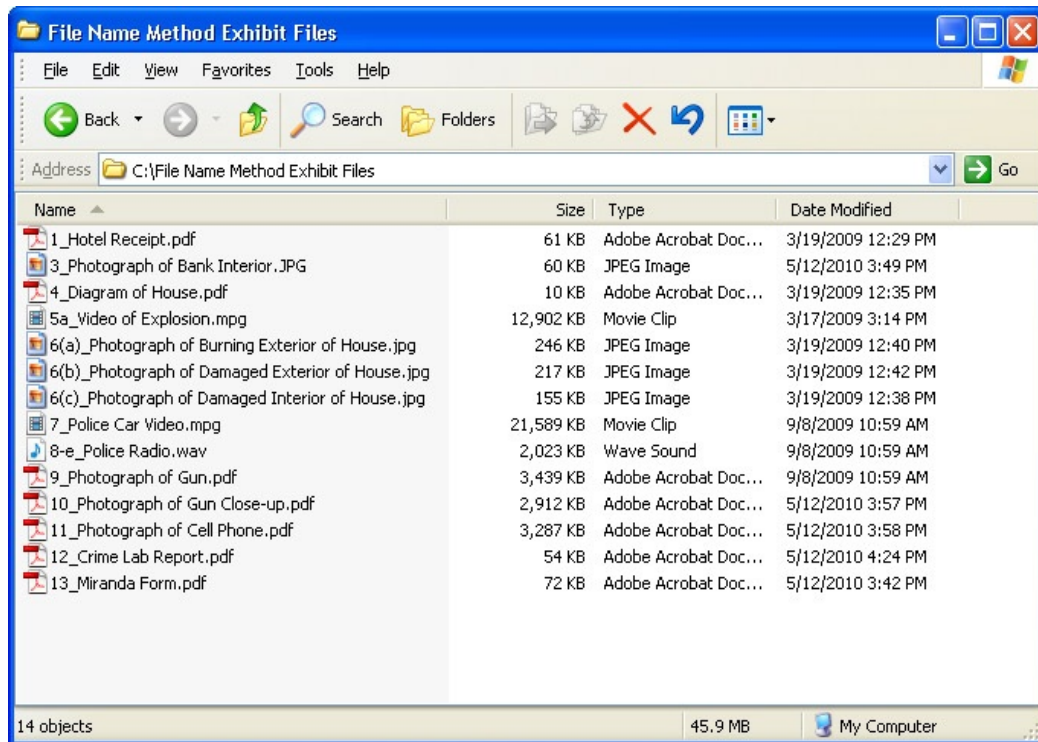 File Name Method Exhibit Files
File Edit View Favorites Tools Help
Back Search Folders
Address C:\File Name Method Exhibit Files Go
Name Size Type Date Modified
1_Hotel Receipt.pdf 61 KB Adobe Acrobat Doc... 3/19/2009 12:29 PM
3_Photograph of Bank Interior.JPG 60 KB JPEG Image 5/12/2010 3:49 PM
4_Diagram of House.pdf 10 KB Adobe Acrobat Doc... 3/19/2009 12:35 PM
5a_Video of Explosion.mpg 12,902 KB Movie Clip 3/17/2009 3:14 PM
6(a)_Photograph of Burning Exterior of House.jpg 246 KB JPEG Image 3/19/2009 12:40 PM
6(b)_Photograph of Damaged Exterior of House.jpg 217 KB JPEG Image 3/19/2009 12:42 PM
6(c)_Photograph of Damaged Interior of House.jpg 155 KB JPEG Image 3/19/2009 12:38 PM
7_Police Car Video.mpg 21,589 KB Movie Clip 9/8/2009 10:59 AM
8-e_Police Radio.wav 2,023 KB Wave Sound 9/8/2009 10:59 AM
9_Photograph of Gun.pdf 3,439 KB Adobe Acrobat Doc... 9/8/2009 10:59 AM
10_Photograph of Gun Close-up.pdf 2,912 KB Adobe Acrobat Doc... 5/12/2010 3:57 PM
11_Photograph of Cell Phone.pdf 3,287 KB Adobe Acrobat Doc... 5/12/2010 3:58 PM
12_Crime Lab Report.pdf 54 KB Adobe Acrobat Doc... 5/12/2010 4:24 PM
13_Miranda Form.pdf 72 KB Adobe Acrobat Doc... 5/12/2010 3:42 PM
14 objects 45.9 MB My Computer